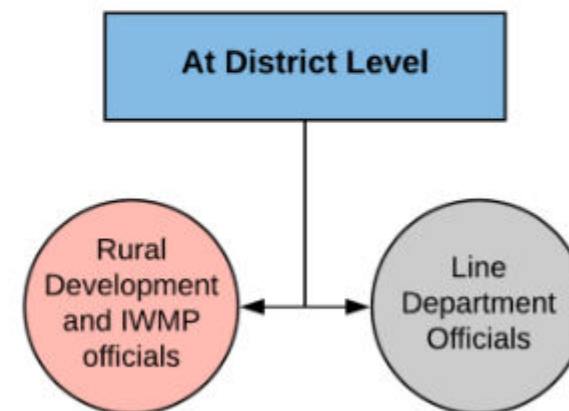 At District Level
Rural
Development
and IWMP
officials
Line
Department
Officials